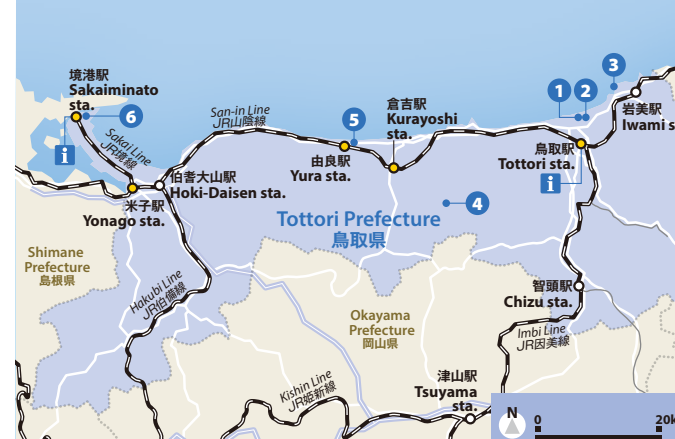 境港駅
Sakaiminato
sta.
6
i
Sakai Line
JR境線
San-in Line
JR山陰線
5
由良駅
Yura sta.
倉吉駅
Kurayoshi
sta.
1
2
3
岩美駅
Iwami s
鳥取駅
Tottori sta.
i
伯耆大山駅
Hoki-Daisen sta.
米子駅
Yonago sta.
4
Tottori Prefecture
鳥取県
Shimane
Prefecture
島根県
Hakubi Line
JR伯備線
智頭駅
Chizu sta.
Okayama
Prefecture
岡山県
Imbi Line
JR因美線
Kishin Line
JR姫新線
津山駅
Tsuyama
sta.
N
0
20k